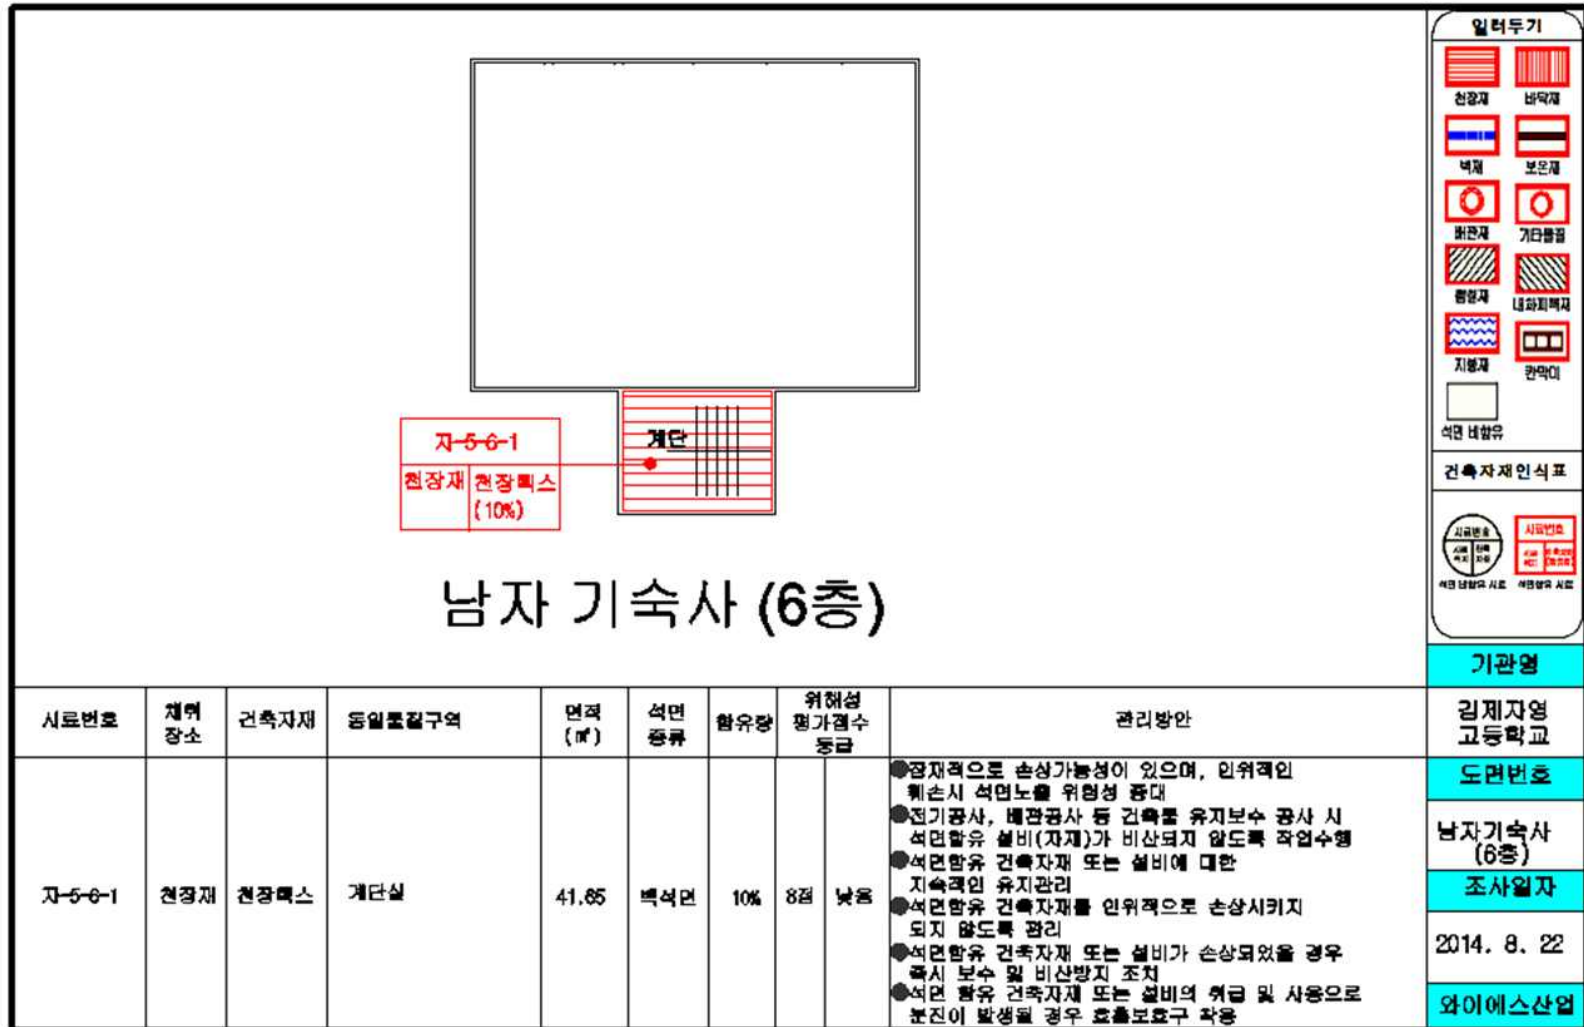 일러두기
천장재 바닥재
벽재 보온재
배관재 기타물질
내화피복재
지붕재 칸막이
석면 비함유
건축자재인식표
시료번호 시료번호
석면 비함유 시료 석면함유 시료
계단
자-5-6-1
천장재 천장텍스
(10%)
남자 기숙사 (6층)
기관명
김제자영
고등학교
도면번호
남자기숙사
(6층)
조사일자
2014. 8. 22
와이에스산업
시료번호 채취
장소 건축자재 동일물질구역 면적
(㎡) 석면
종류 함유량 위해성
평가점수
등급 관리방안
자-5-6-1 천장재 천장텍스 계단실 41.65 백석면 10% 8점 낮음
●잠재적으로 손상가능성이 있으며, 인위적인
훼손시 석면노출 위험성 증대
●전기공사, 배관공사 등 건축물 유지보수 공사 시
석면함유 설비(자재)가 비산되지 않도록 작업수행
●석면함유 건축자재 또는 설비에 대한
지속적인 유지관리
●석면함유 건축자재를 인위적으로 손상시키지
되지 않도록 관리
●석면함유 건축자재 또는 설비가 손상되었을 경우
즉시 보수 및 비산방지 조치
●석면 함유 건축자재 또는 설비의 취급 및 사용으로
분진이 발생될 경우 호흡보호구 착용